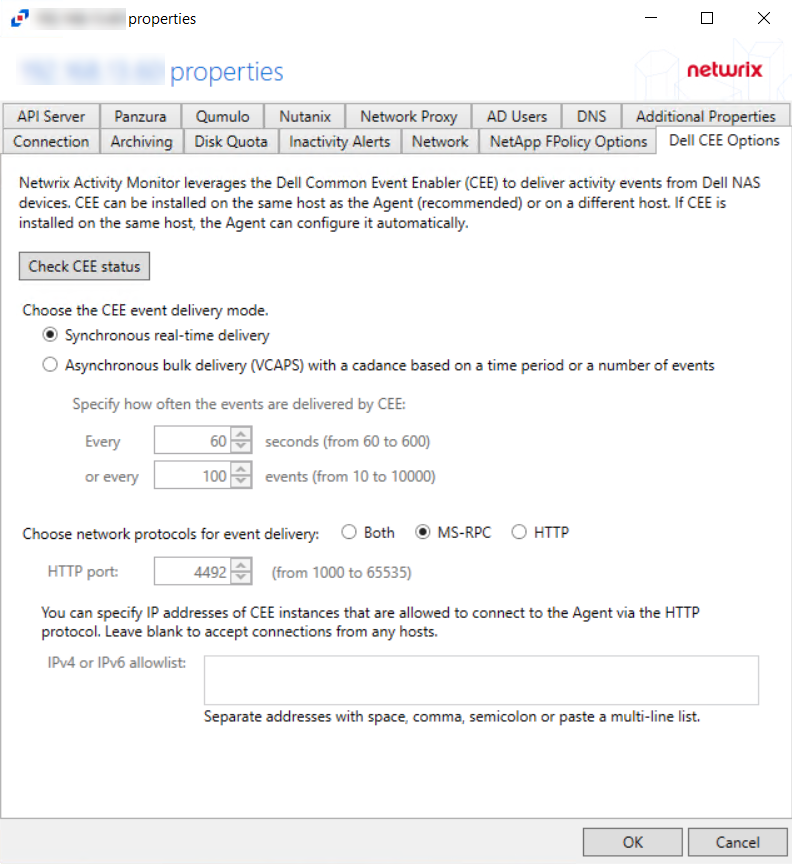 properties
properties
netwrix
API Server Panzura Qumulo Nutanix Network Proxy AD Users DNS Additional Properties
Connection Archiving Disk Quota Inactivity Alerts Network NetApp FPolicy Options Dell CEE Options
Netwrix Activity Monitor leverages the Dell Common Event Enabler (CEE) to deliver activity events from Dell NAS
devices. CEE can be installed on the same host as the Agent (recommended) or on a different host. If CEE is
installed on the same host, the Agent can configure it automatically.
Check CEE status
Choose the CEE event delivery mode.
Synchronous real-time delivery
Asynchronous bulk delivery (VCAPS) with a cadance based on a time period or a number of events
Specify how often the events are delivered by CEE:
Every 60 seconds (from 60 to 600)
or every 100 events (from 10 to 10000)
Choose network protocols for event delivery: Both MS-RPC HTTP
HTTP port: 4492 (from 1000 to 65535)
You can specify IP addresses of CEE instances that are allowed to connect to the Agent via the HTTP
protocol. Leave blank to accept connections from any hosts.
IPv4 or IPv6 allowlist:
Separate addresses with space, comma, semicolon or paste a multi-line list.
OK Cancel